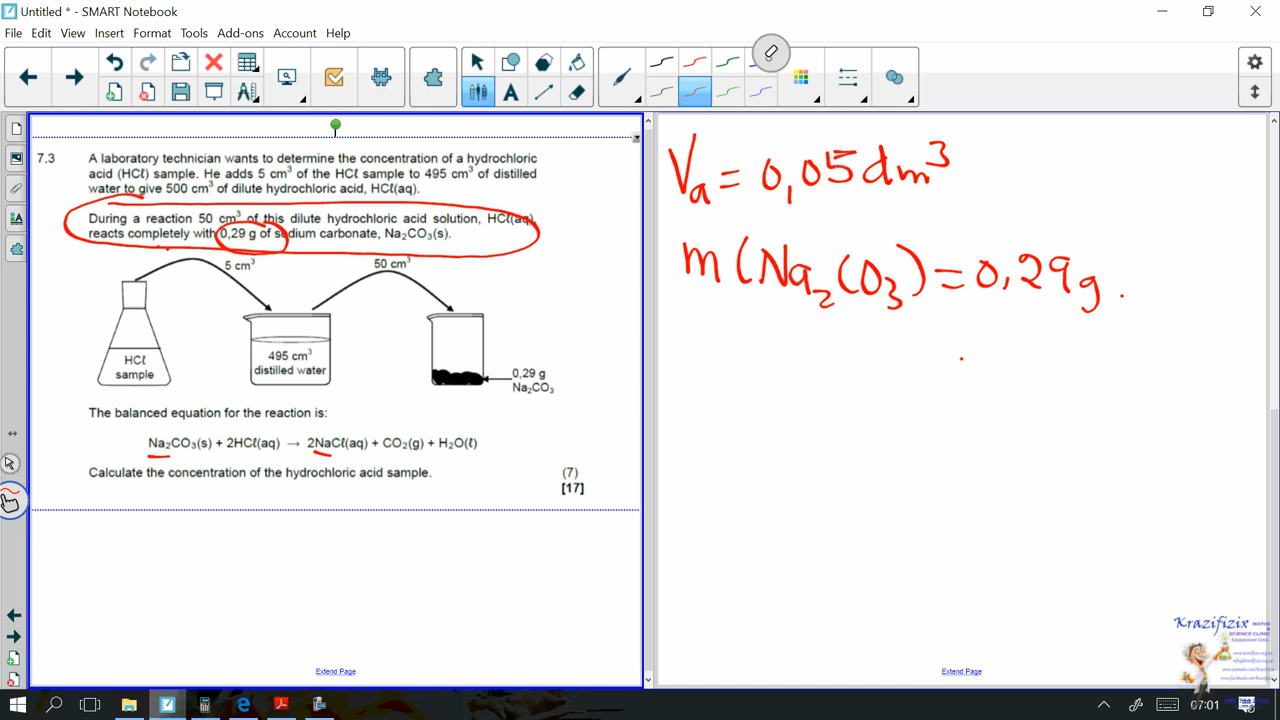 Untitled * - SMART Notebook
File Edit View Insert Format Tools Add-ons Account Help
7.3 A laboratory technician wants to determine the concentration of a hydrochloric
acid (HCℓ) sample. He adds 5 cm³ of the HCℓ sample to 495 cm³ of distilled
water to give 500 cm³ of dilute hydrochloric acid, HCℓ(aq).
During a reaction 50 cm³ of this dilute hydrochloric acid solution, HCℓ(aq),
reacts completely with 0,29 g of sodium carbonate, Na₂CO₃(s).
5 cm³
50 cm³
HCℓ
sample
495 cm³
distilled water
0,29 g
Na₂CO₃
The balanced equation for the reaction is:
Na₂CO₃(s) + 2HCℓ(aq) → 2NaCℓ(aq) + CO₂(g) + H₂O(ℓ)
Calculate the concentration of the hydrochloric acid sample. (7)
[17]
Extend Page
Va = 0,05 dm³
m(Na₂CO₃) = 0,29g.
Krazifizix MATHS
SCIENCE CLINIC
Extend Page
07:01